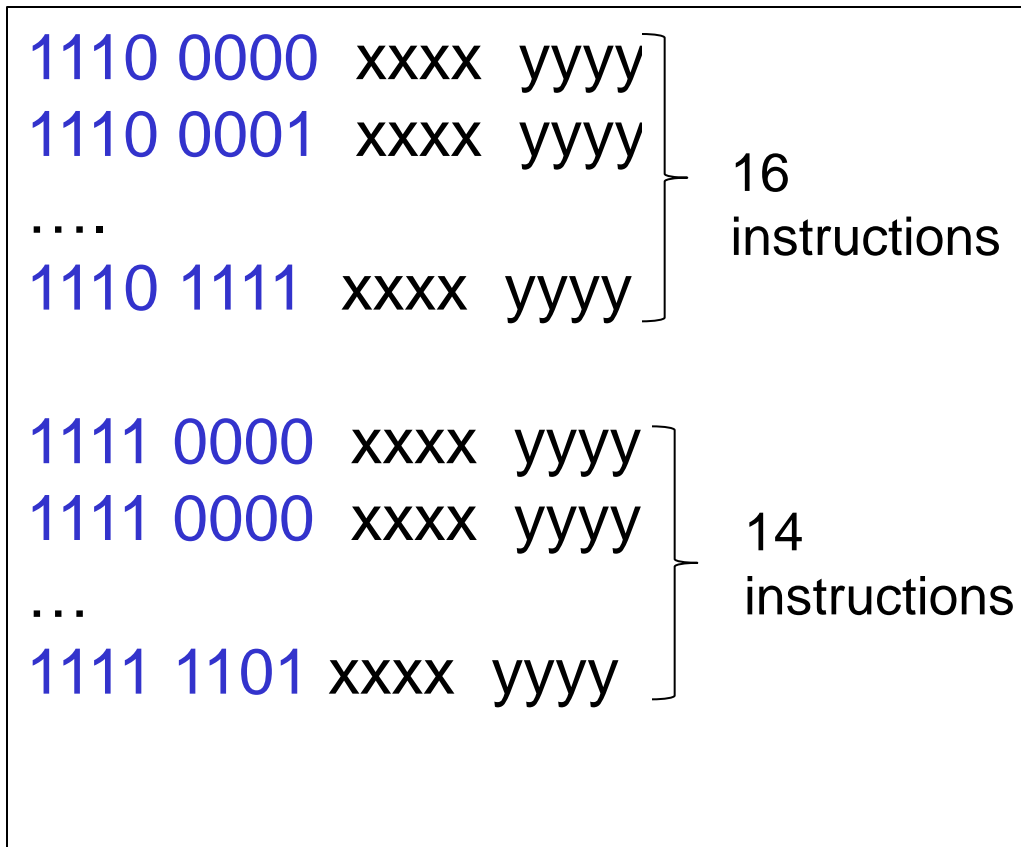 1110 0000 xxxx yyyy
1110 0001 xxxx yyyy
….
1110 1111 xxxx yyyy
16
instructions
1111 0000 xxxx yyyy
1111 0000 xxxx yyyy
…
1111 1101 xxxx yyyy
14
instructions